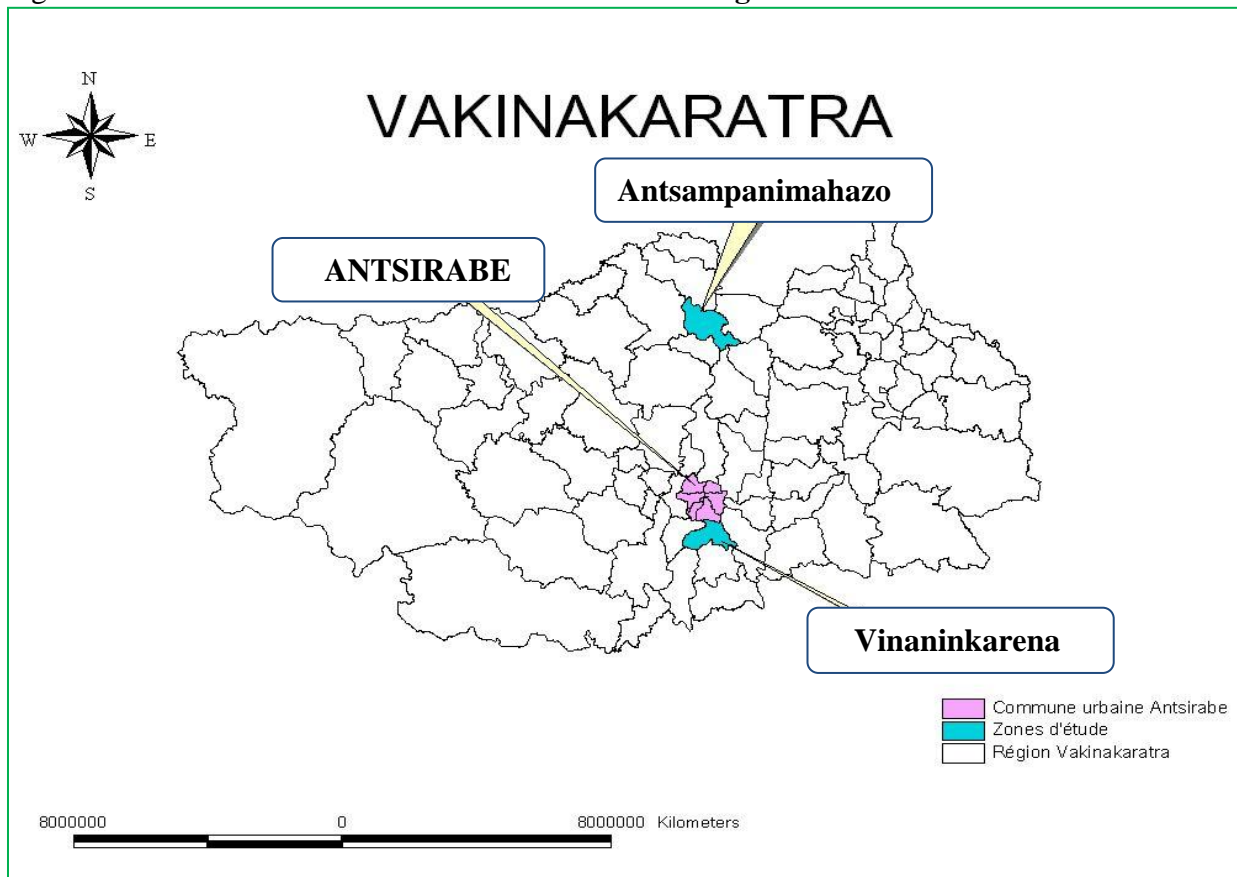 N
W E
S
VAKINAKARATRA
Antsampanimahazo
ANTSIRABE
Vinaninkarena
Commune urbaine Antsirabe
Zones d'étude
Région Vakinakaratra
8000000 0 8000000 Kilometers